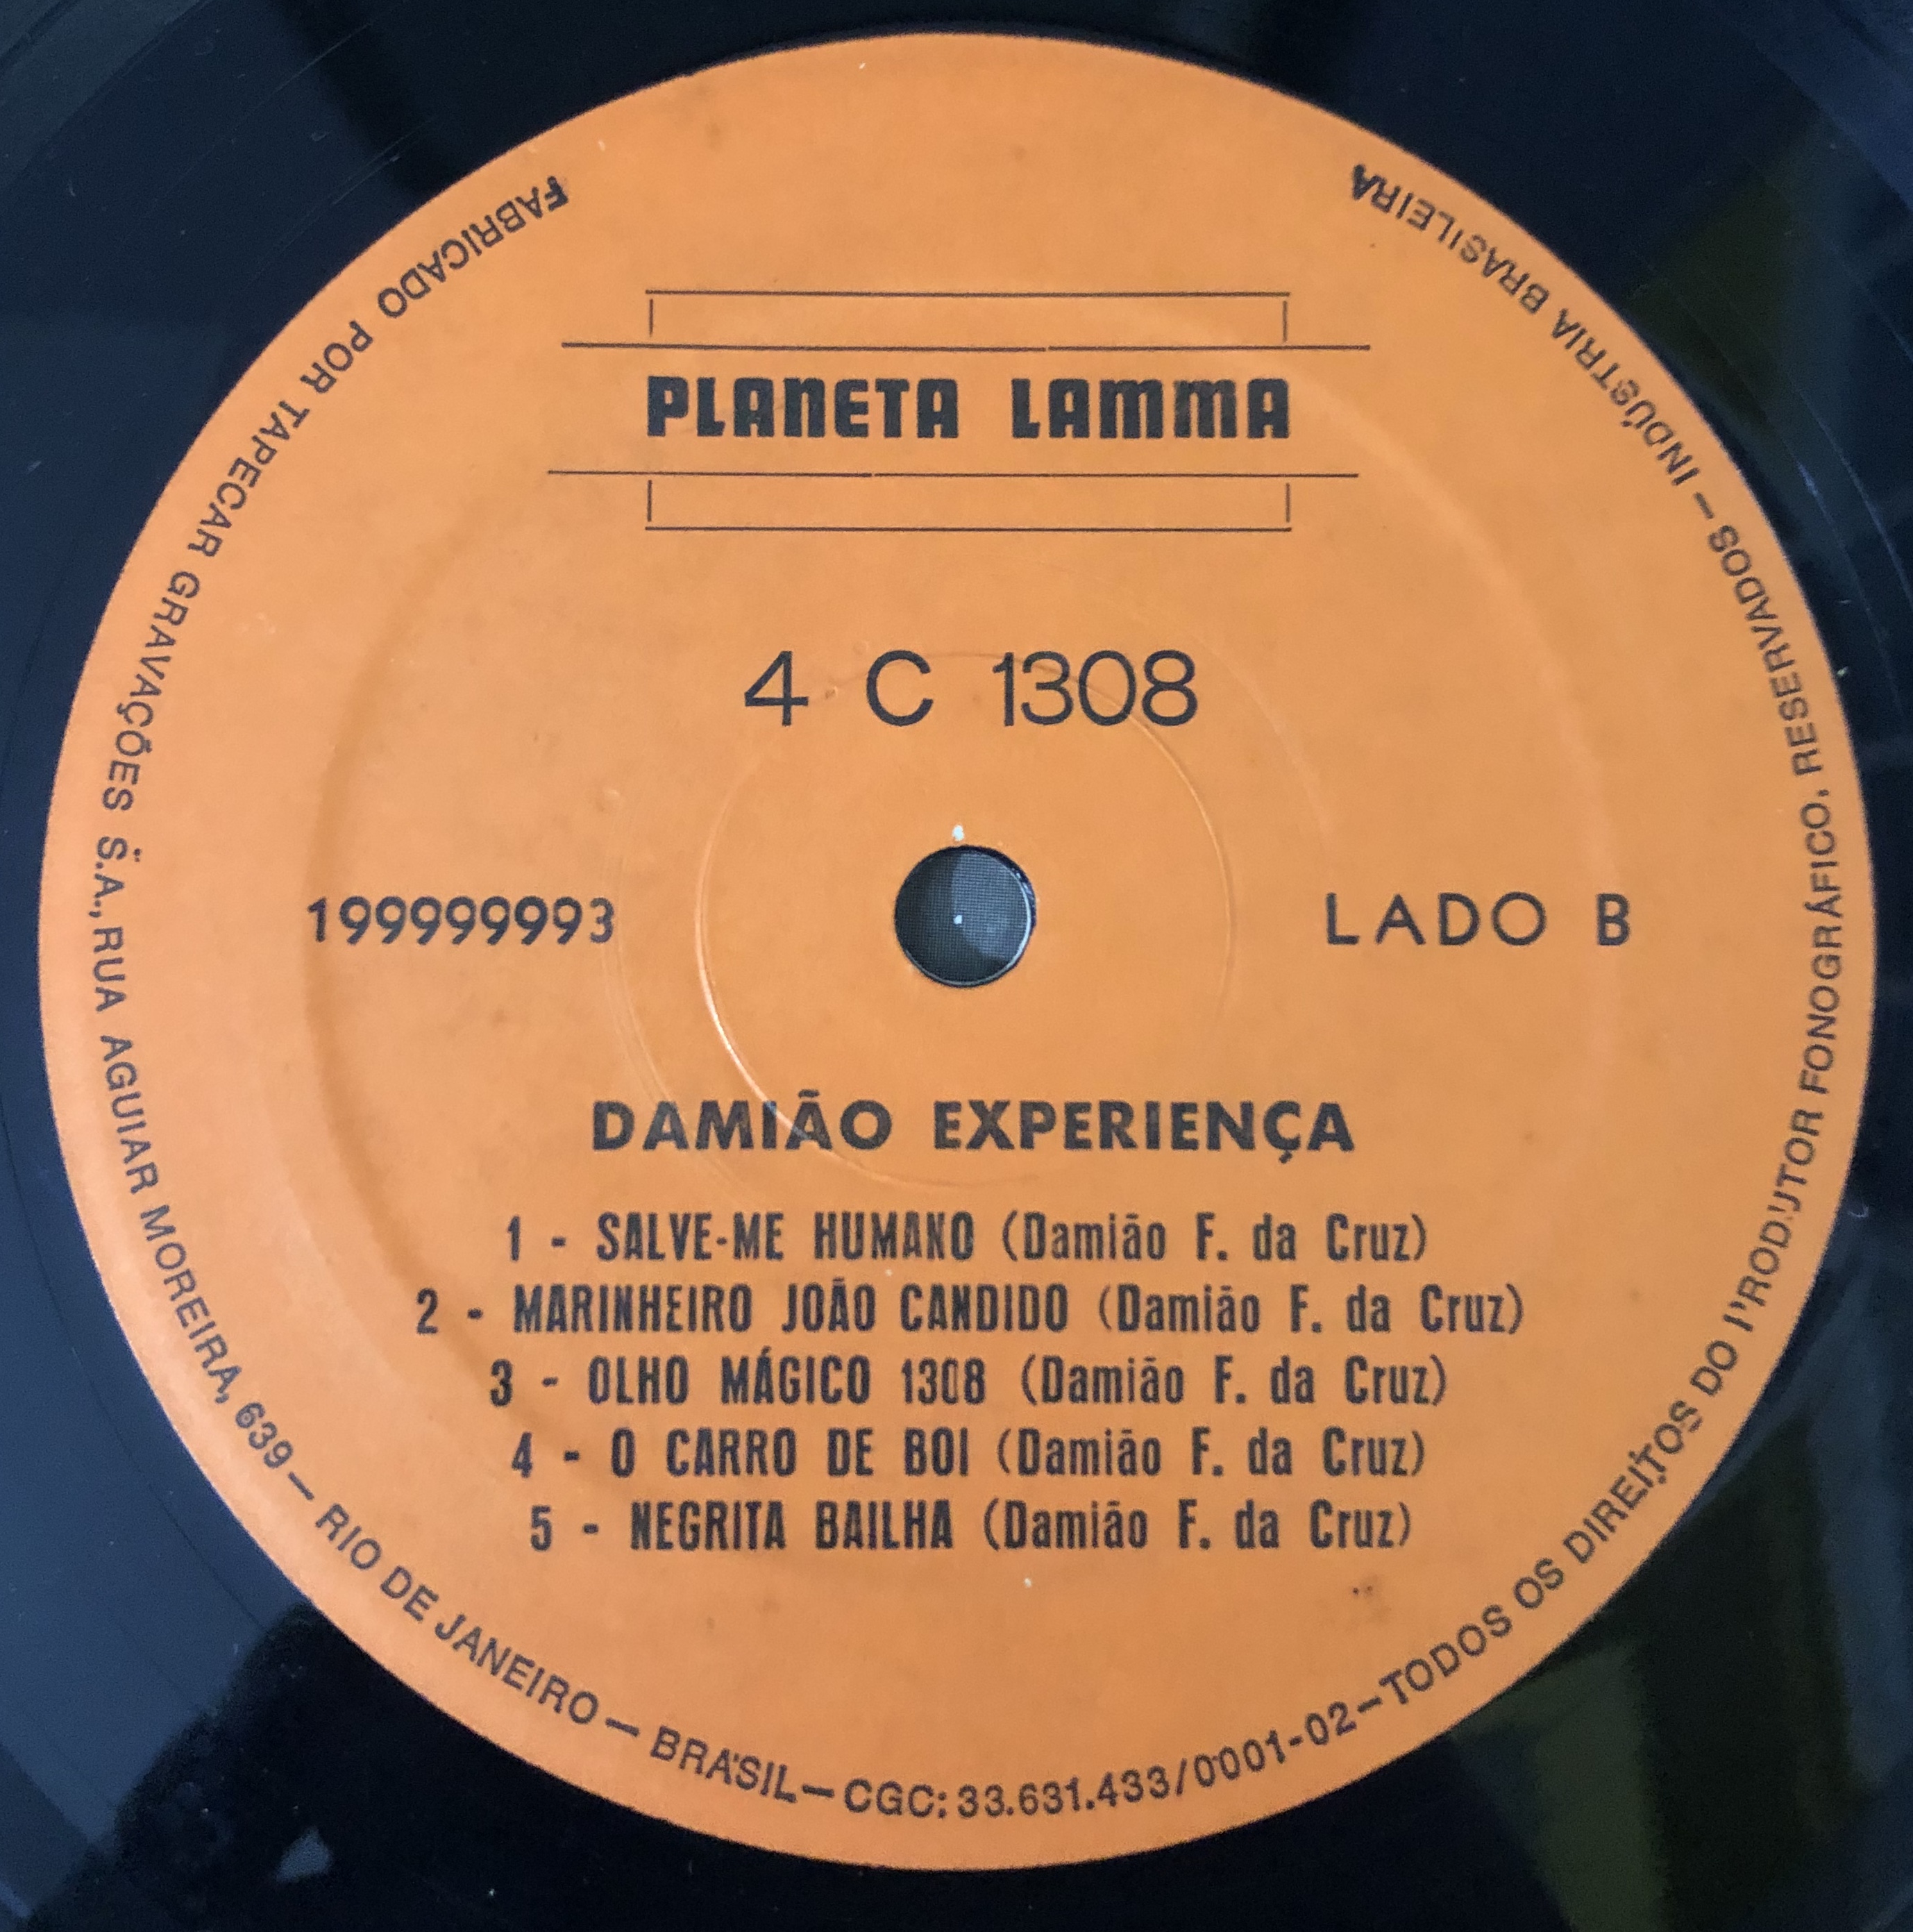 PLANETA LAMMA
4 C 1308
199999993
LADO B
DAMIÃO EXPERIENÇA
1 - SALVE-ME HUMANO (Damião F. da Cruz)
2 - MARINHEIRO JOÃO CANDIDO (Damião F. da Cruz)
3 - OLHO MÁGICO 1308 (Damião F. da Cruz)
4 - O CARRO DE BOI (Damião F. da Cruz)
5 - NEGRITA BAILHA (Damião F. da Cruz)
FABRICADO POR TAPECAR GRAVAÇÕES S.A., RUA AGUIAR MOREIRA, 639 — RIO DE JANEIRO — BRASIL — CGC: 33.631.433/0001-02 — TODOS OS DIREITOS DO PRODUTOR FONOGRÁFICO. RESERVADOS — INDÚSTRIA BRASILEIRA